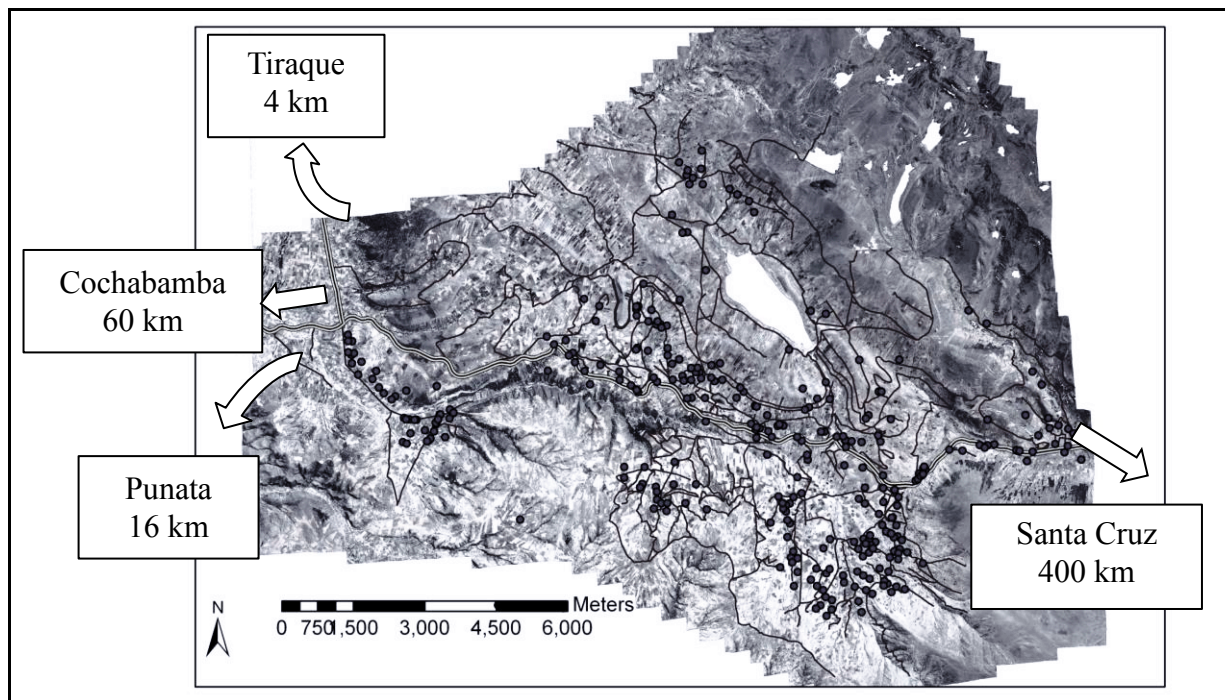 Tiraque
4 km
Cochabamba
60 km
Punata
16 km
Santa Cruz
400 km
N
Meters
0 750 1,500 3,000 4,500 6,000